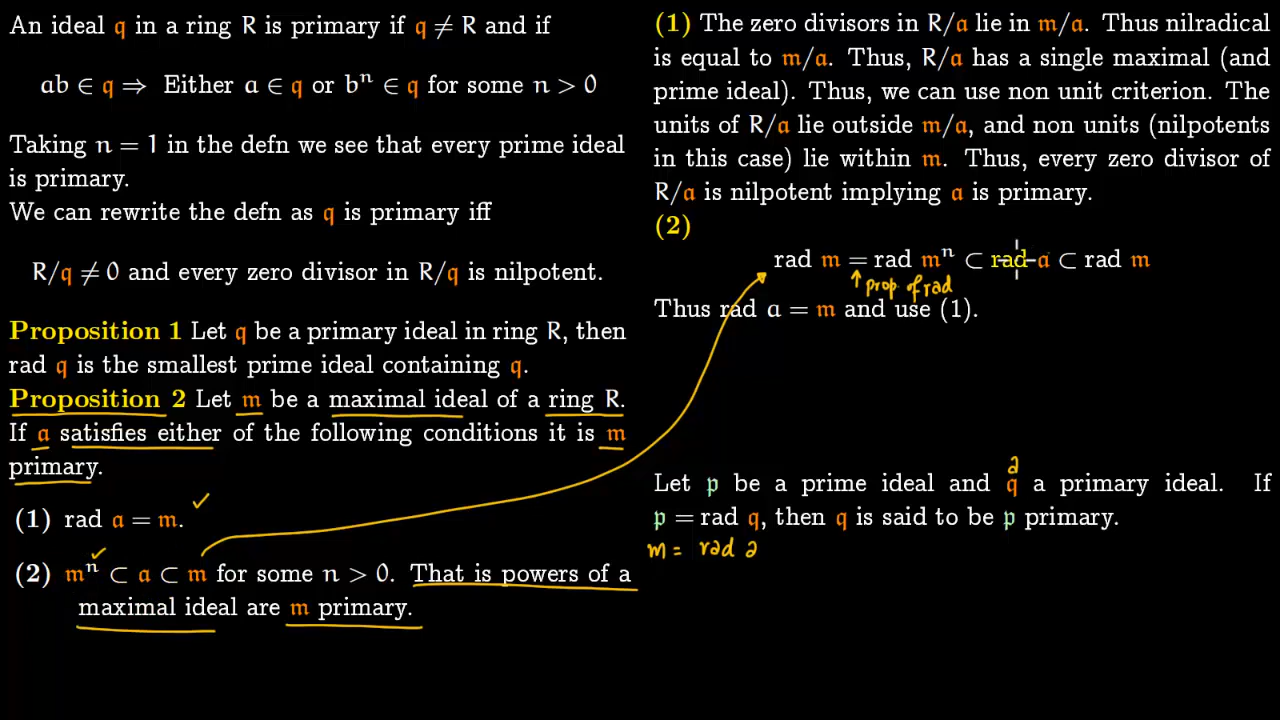 An ideal 𝔮 in a ring R is primary if 𝔮 ≠ R and if
ab ∈ 𝔮 ⇒ Either a ∈ 𝔮 or bⁿ ∈ 𝔮 for some n > 0
Taking n = 1 in the defn we see that every prime ideal
is primary.
We can rewrite the defn as 𝔮 is primary iff
R/𝔮 ≠ 0 and every zero divisor in R/𝔮 is nilpotent.
Proposition 1 Let 𝔮 be a primary ideal in ring R, then
rad 𝔮 is the smallest prime ideal containing 𝔮.
Proposition 2 Let 𝔪 be a maximal ideal of a ring R.
If 𝔞 satisfies either of the following conditions it is 𝔪
primary.
(1) rad 𝔞 = 𝔪.
(2) 𝔪ⁿ ⊂ 𝔞 ⊂ 𝔪 for some n > 0. That is powers of a
maximal ideal are 𝔪 primary.
(1) The zero divisors in R/𝔞 lie in 𝔪/𝔞. Thus nilradical
is equal to 𝔪/𝔞. Thus, R/𝔞 has a single maximal (and
prime ideal). Thus, we can use non unit criterion. The
units of R/𝔞 lie outside 𝔪/𝔞, and non units (nilpotents
in this case) lie within 𝔪. Thus, every zero divisor of
R/𝔞 is nilpotent implying 𝔞 is primary.
(2)
rad 𝔪 = rad 𝔪ⁿ ⊂ rad 𝔞 ⊂ rad 𝔪
prop of rad
Thus rad a = 𝔪 and use (1).
a
Let 𝔭 be a prime ideal and 𝔮 a primary ideal. If
𝔭 = rad 𝔮, then 𝔮 is said to be 𝔭 primary.
m = rad a